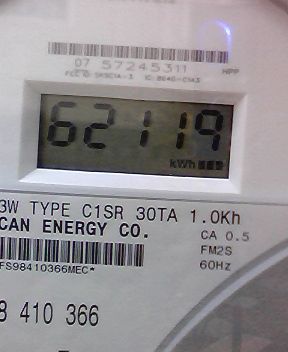 07 57245311
HPP
62119
kWh
3W TYPE C1SR 30TA 1.0Kh
CAN ENERGY CO.
CA 0.5
FM2S
60Hz
FS98410366MEC*
8 410 366